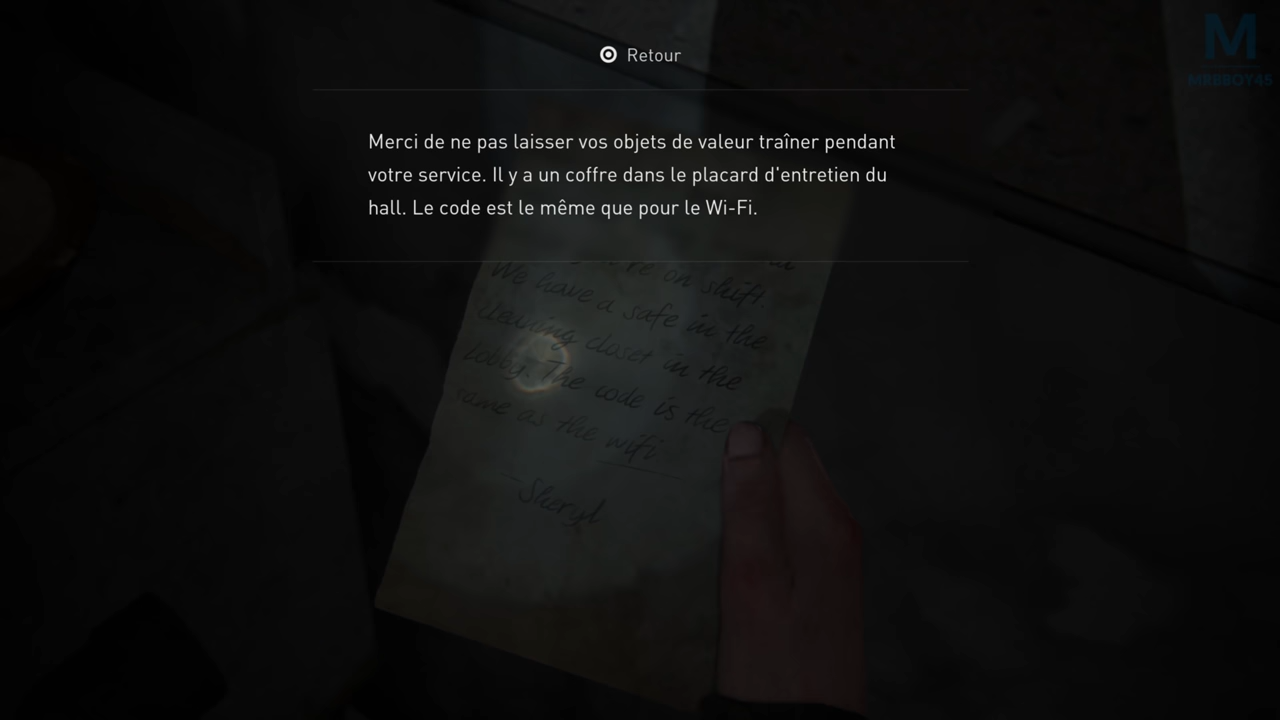 M
MRBBOY45
Retour
Merci de ne pas laisser vos objets de valeur traîner pendant
votre service. Il y a un coffre dans le placard d'entretien du
hall. Le code est le même que pour le Wi-Fi.
on shift.
We have a safe in the
cleaning closet in the
Lobby. The code is the
same as the wifi
-Sheryl